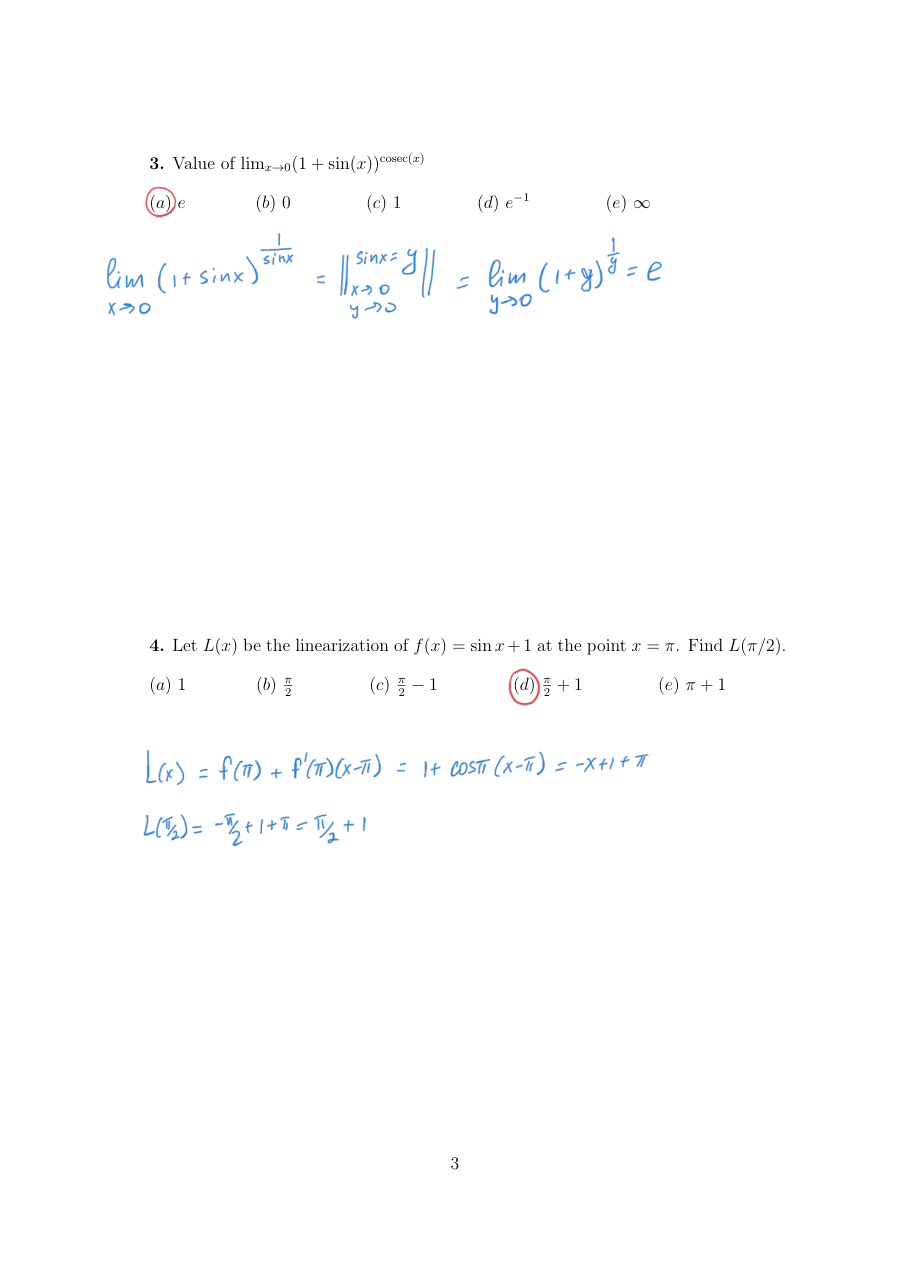 3. Value of lim_{x→0}(1 + sin(x))^{cosec(x)}
(a) e (b) 0 (c) 1 (d) e^{−1} (e) ∞
lim_{x→0} (1 + sinx)^{1/sinx} = || sinx = y x→0 y→0 || = lim_{y→0} (1+y)^{1/y} = e
4. Let L(x) be the linearization of f(x) = sin x + 1 at the point x = π. Find L(π/2).
(a) 1 (b) π/2 (c) π/2 − 1 (d) π/2 + 1 (e) π + 1
L(x) = f(π) + f'(π)(x-π) = 1 + cosπ (x-π) = -x+1+π
L(π/2) = -π/2 + 1 + π = π/2 + 1
3